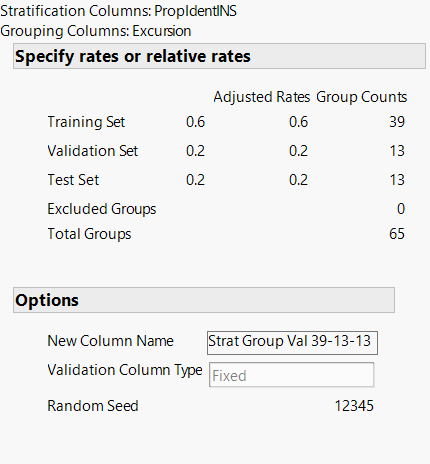 Stratification Columns: PropIdentINS
Grouping Columns: Excursion
Specify rates or relative rates
Adjusted Rates Group Counts
Training Set 0.6 0.6 39
Validation Set 0.2 0.2 13
Test Set 0.2 0.2 13
Excluded Groups 0
Total Groups 65
Options
New Column Name Strat Group Val 39-13-13
Validation Column Type Fixed
Random Seed 12345